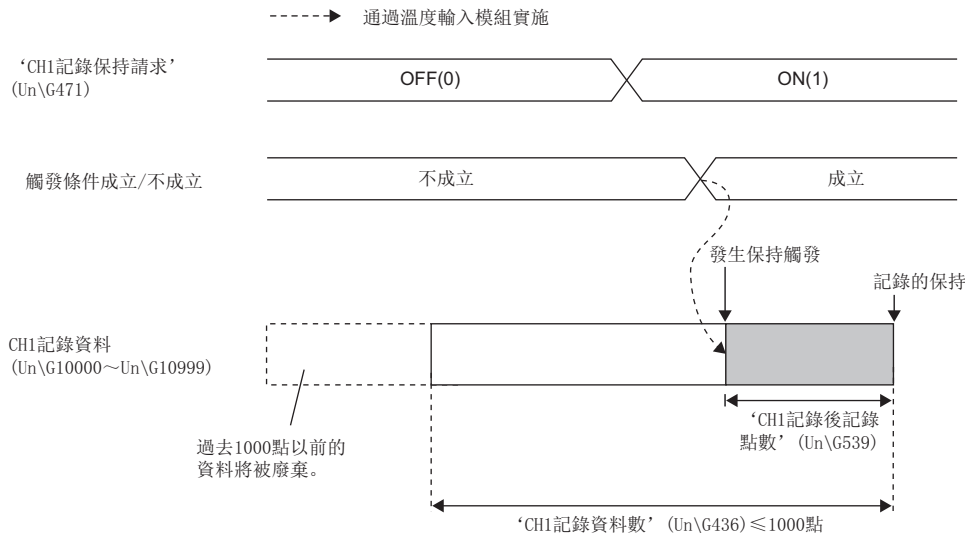 通過溫度輸入模組實施
‘CH1記錄保持請求’
(Un\G471)
OFF(0)
ON(1)
觸發條件成立/不成立
不成立
成立
發生保持觸發
記錄的保持
CH1記錄資料
(Un\G10000～Un\G10999)
‘CH1記錄後記錄
點數’(Un\G539)
過去1000點以前的
資料將被廢棄。
‘CH1記錄資料數’(Un\G436)≤1000點